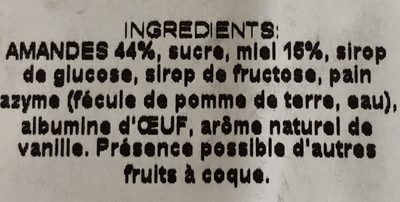 INGREDIENTS:
AMANDES 44%, sucre, miel 15%, sirop
de glucose, sirop de fructose, pain
azyme (fécule de pomme de terre, eau),
albumine d'ŒUF, arôme naturel de
vanille. Présence possible d'autres
fruits à coque.